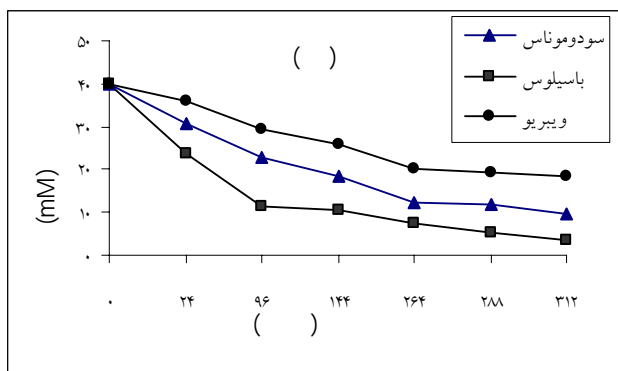 سودوموناس
باسیلوس
ویبریو
( )
(mM)
۵۰
۴۰
۳۰
۲۰
۱۰
۰
۰ ۲۴ ۹۶ ۱۴۴ ۲۶۴ ۲۸۸ ۳۱۲
( )